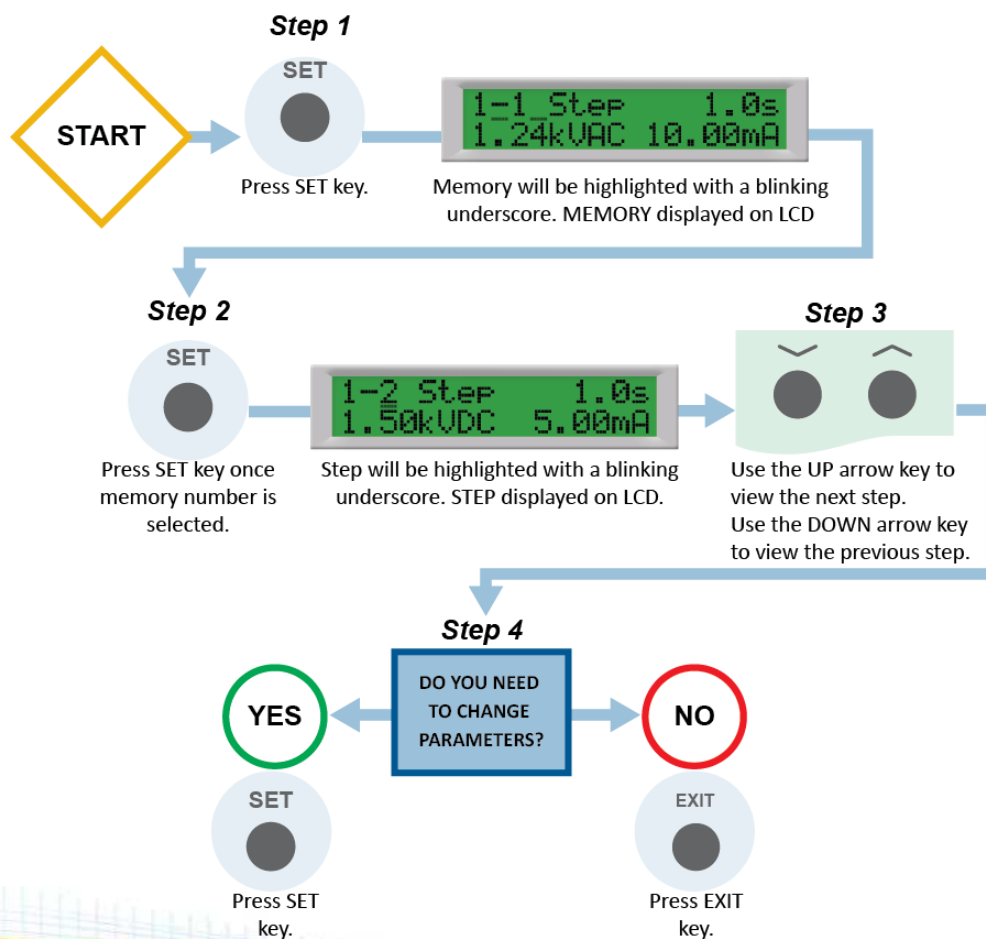 Step 1
SET
START
1-1_Step 1.0s
1.24kVAC 10.00mA
Press SET key.
Memory will be highlighted with a blinking
underscore. MEMORY displayed on LCD
Step 2
SET
1-2 Step 1.0s
1.50kVDC 5.00mA
Press SET key once
memory number is
selected.
Step will be highlighted with a blinking
underscore. STEP displayed on LCD.
Step 3
Use the UP arrow key to
view the next step.
Use the DOWN arrow key
to view the previous step.
Step 4
DO YOU NEED
TO CHANGE
PARAMETERS?
YES
SET
Press SET
key.
NO
EXIT
Press EXIT
key.